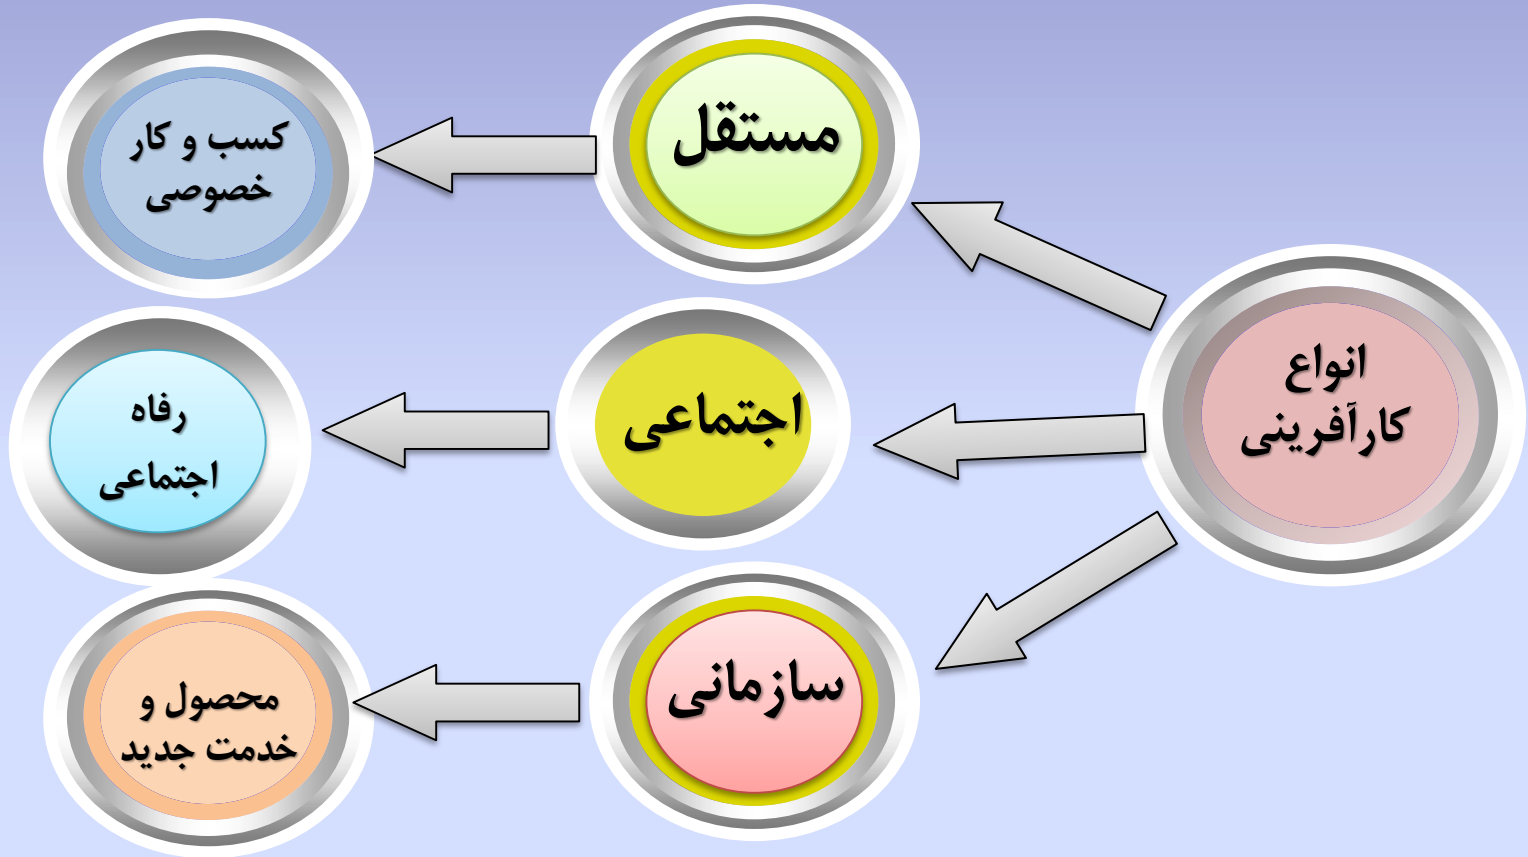 انواع
کارآفرینی
مستقل
کسب و کار
خصوصی
اجتماعی
رفاه
اجتماعی
سازمانی
محصول و
خدمت جدید